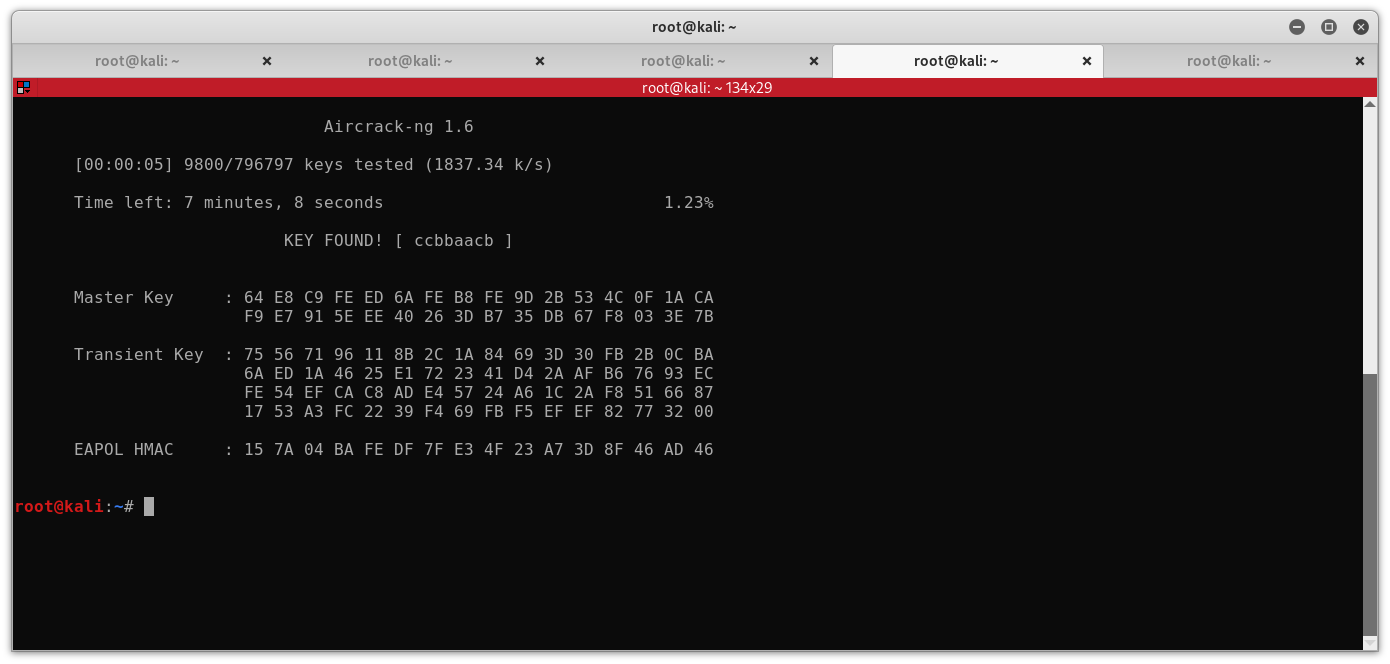 root@kali: ~
root@kali: ~ root@kali: ~ root@kali: ~ root@kali: ~ root@kali: ~
root@kali: ~ 134x29
Aircrack-ng 1.6
[00:00:05] 9800/796797 keys tested (1837.34 k/s)
Time left: 7 minutes, 8 seconds 1.23%
KEY FOUND! [ ccbbaacb ]
Master Key : 64 E8 C9 FE ED 6A FE B8 FE 9D 2B 53 4C 0F 1A CA
F9 E7 91 5E EE 40 26 3D B7 35 DB 67 F8 03 3E 7B
Transient Key : 75 56 71 96 11 8B 2C 1A 84 69 3D 30 FB 2B 0C BA
6A ED 1A 46 25 E1 72 23 41 D4 2A AF B6 76 93 EC
FE 54 EF CA C8 AD E4 57 24 A6 1C 2A F8 51 66 87
17 53 A3 FC 22 39 F4 69 FB F5 EF EF 82 77 32 00
EAPOL HMAC : 15 7A 04 BA FE DF 7F E3 4F 23 A7 3D 8F 46 AD 46
root@kali:~#